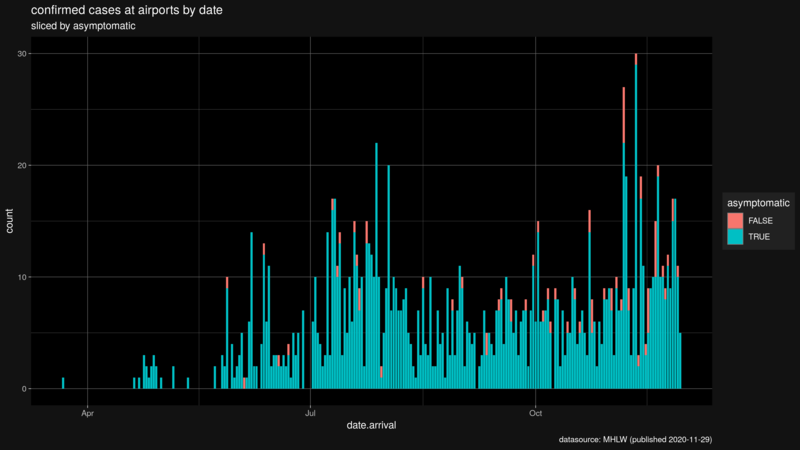 confirmed cases at airports by date
sliced by asymptomatic
30
20
10
0
count
Apr
Jul
Oct
date.arrival
asymptomatic
FALSE
TRUE
datasource: MHLW (published 2020-11-29)